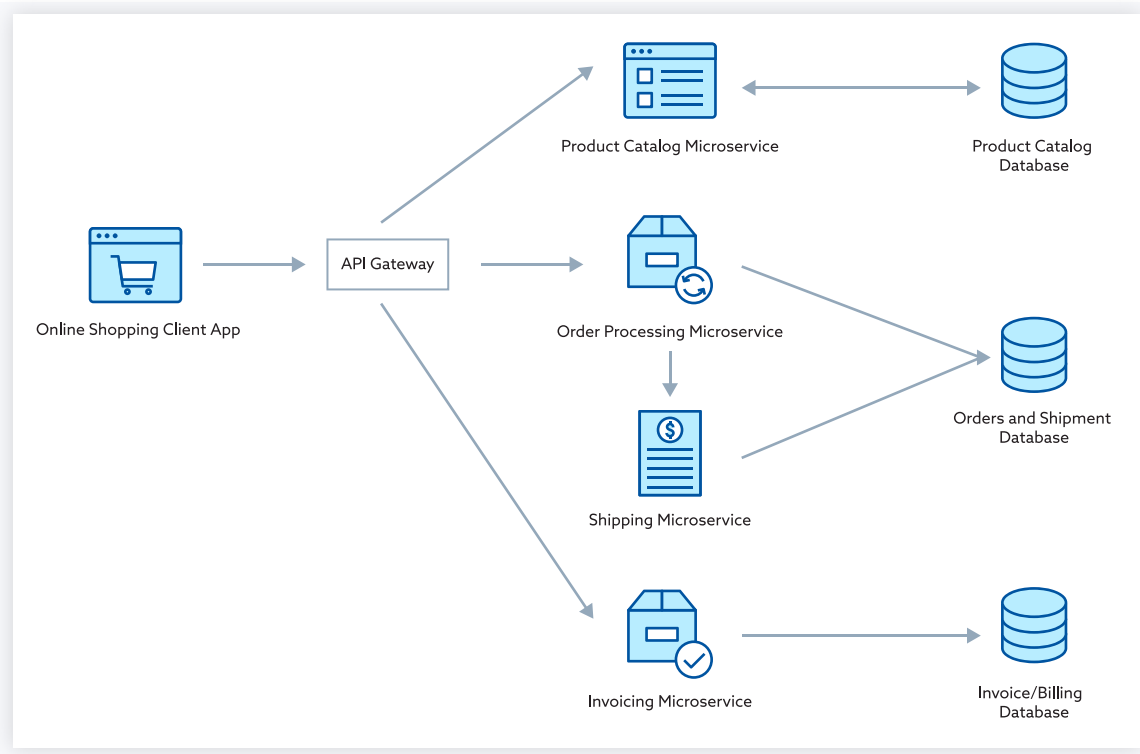 Product Catalog Microservice
Product Catalog
Database
Online Shopping Client App
API Gateway
Order Processing Microservice
Orders and Shipment
Database
$
Shipping Microservice
Invoicing Microservice
Invoice/Billing
Database